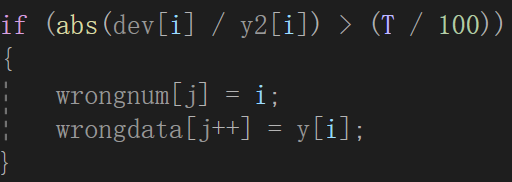 if (abs(dev[i] / y2[i]) > (T / 100))
{
wrongnum[j] = i;
wrongdata[j++] = y[i];
}